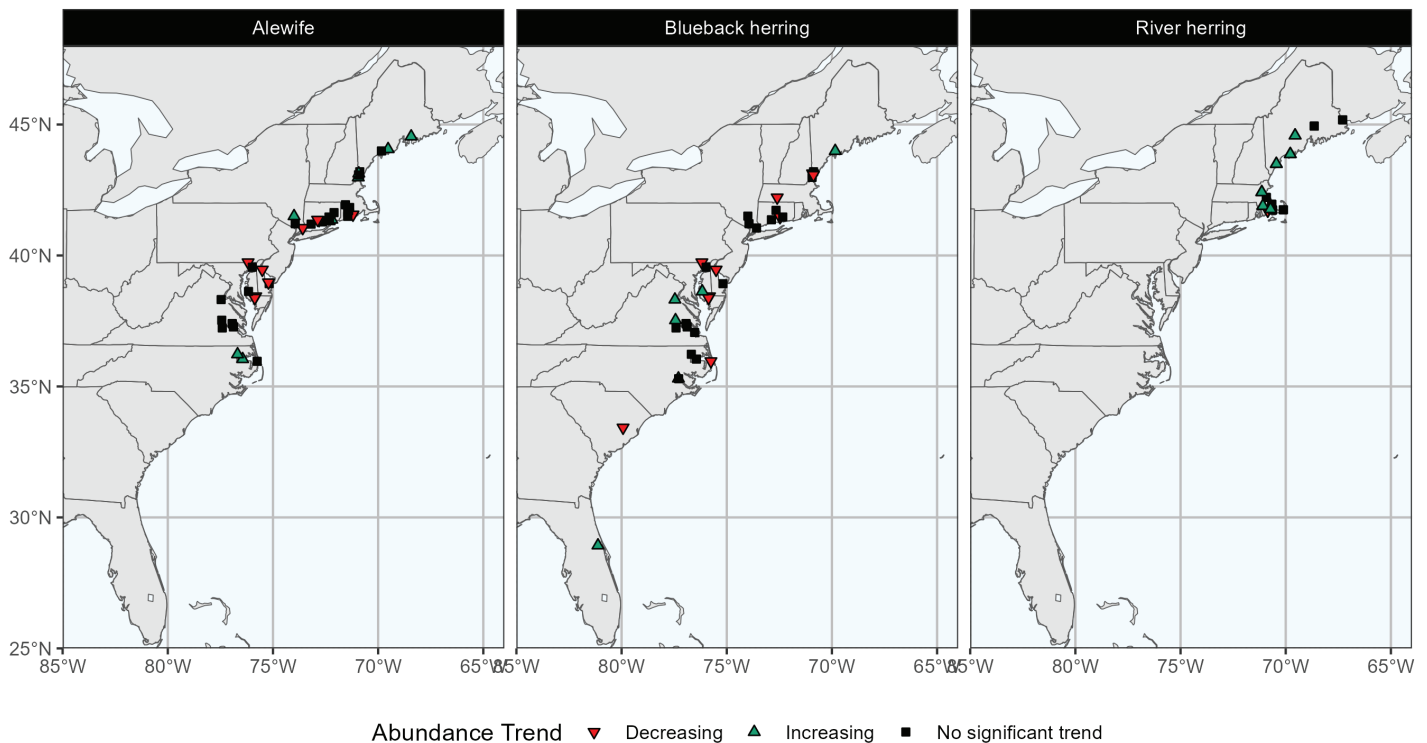 Alewife Blueback herring River herring
45°N
40°N
35°N
30°N
25°N
85°W 80°W 75°W 70°W 65°W 85°W 80°W 75°W 70°W 65°W 85°W 80°W 75°W 70°W 65°W
Abundance Trend Decreasing Increasing No significant trend